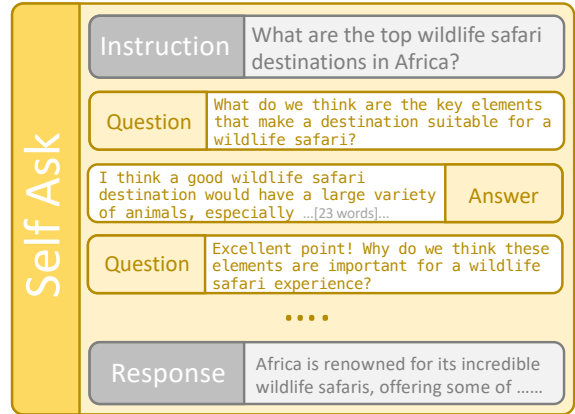 Self Ask
Instruction
What are the top wildlife safari
destinations in Africa?
Question
What do we think are the key elements
that make a destination suitable for a
wildlife safari?
I think a good wildlife safari
destination would have a large variety
of animals, especially ...[23 words]...
Answer
Question
Excellent point! Why do we think these
elements are important for a wildlife
safari experience?
....
Response
Africa is renowned for its incredible
wildlife safaris, offering some of ......